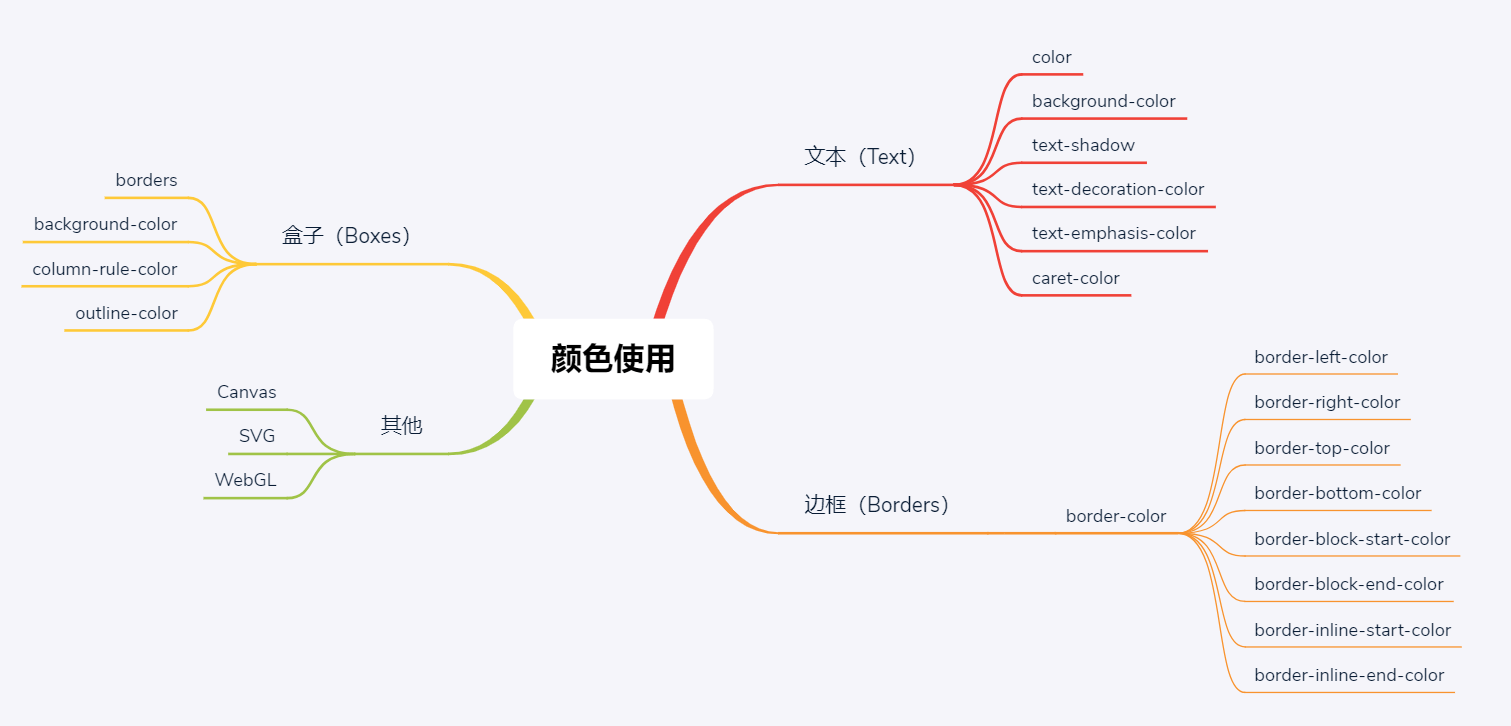 颜色使用
文本（Text）
color
background-color
text-shadow
text-decoration-color
text-emphasis-color
caret-color
边框（Borders）
border-color
border-left-color
border-right-color
border-top-color
border-bottom-color
border-block-start-color
border-block-end-color
border-inline-start-color
border-inline-end-color
盒子（Boxes）
borders
background-color
column-rule-color
outline-color
其他
Canvas
SVG
WebGL